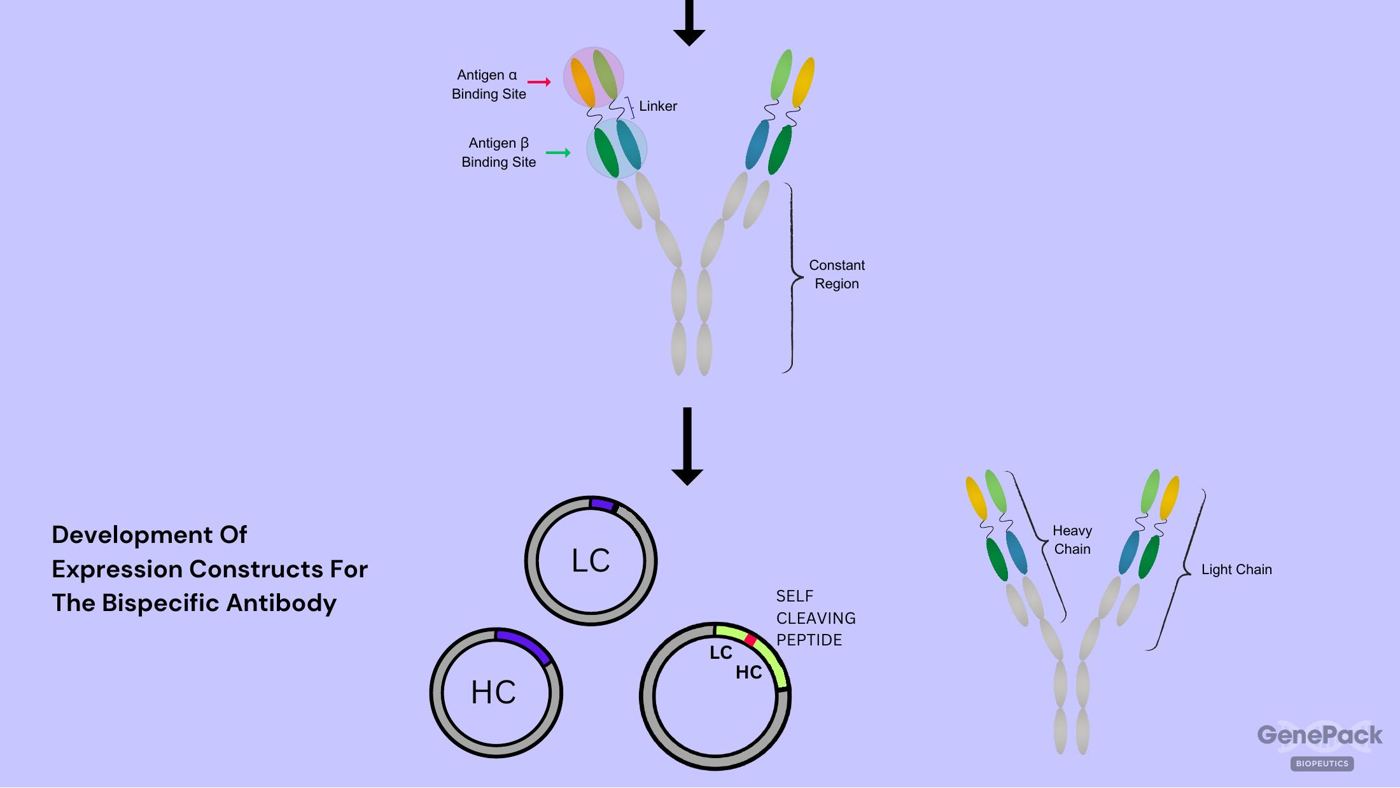 Antigen α
Binding Site
Linker
Antigen β
Binding Site
Constant
Region
Development Of
Expression Constructs For
The Bispecific Antibody
LC
HC
SELF
CLEAVING
PEPTIDE
LC
HC
Heavy
Chain
Light Chain
GenePack
BIOPEUTICS